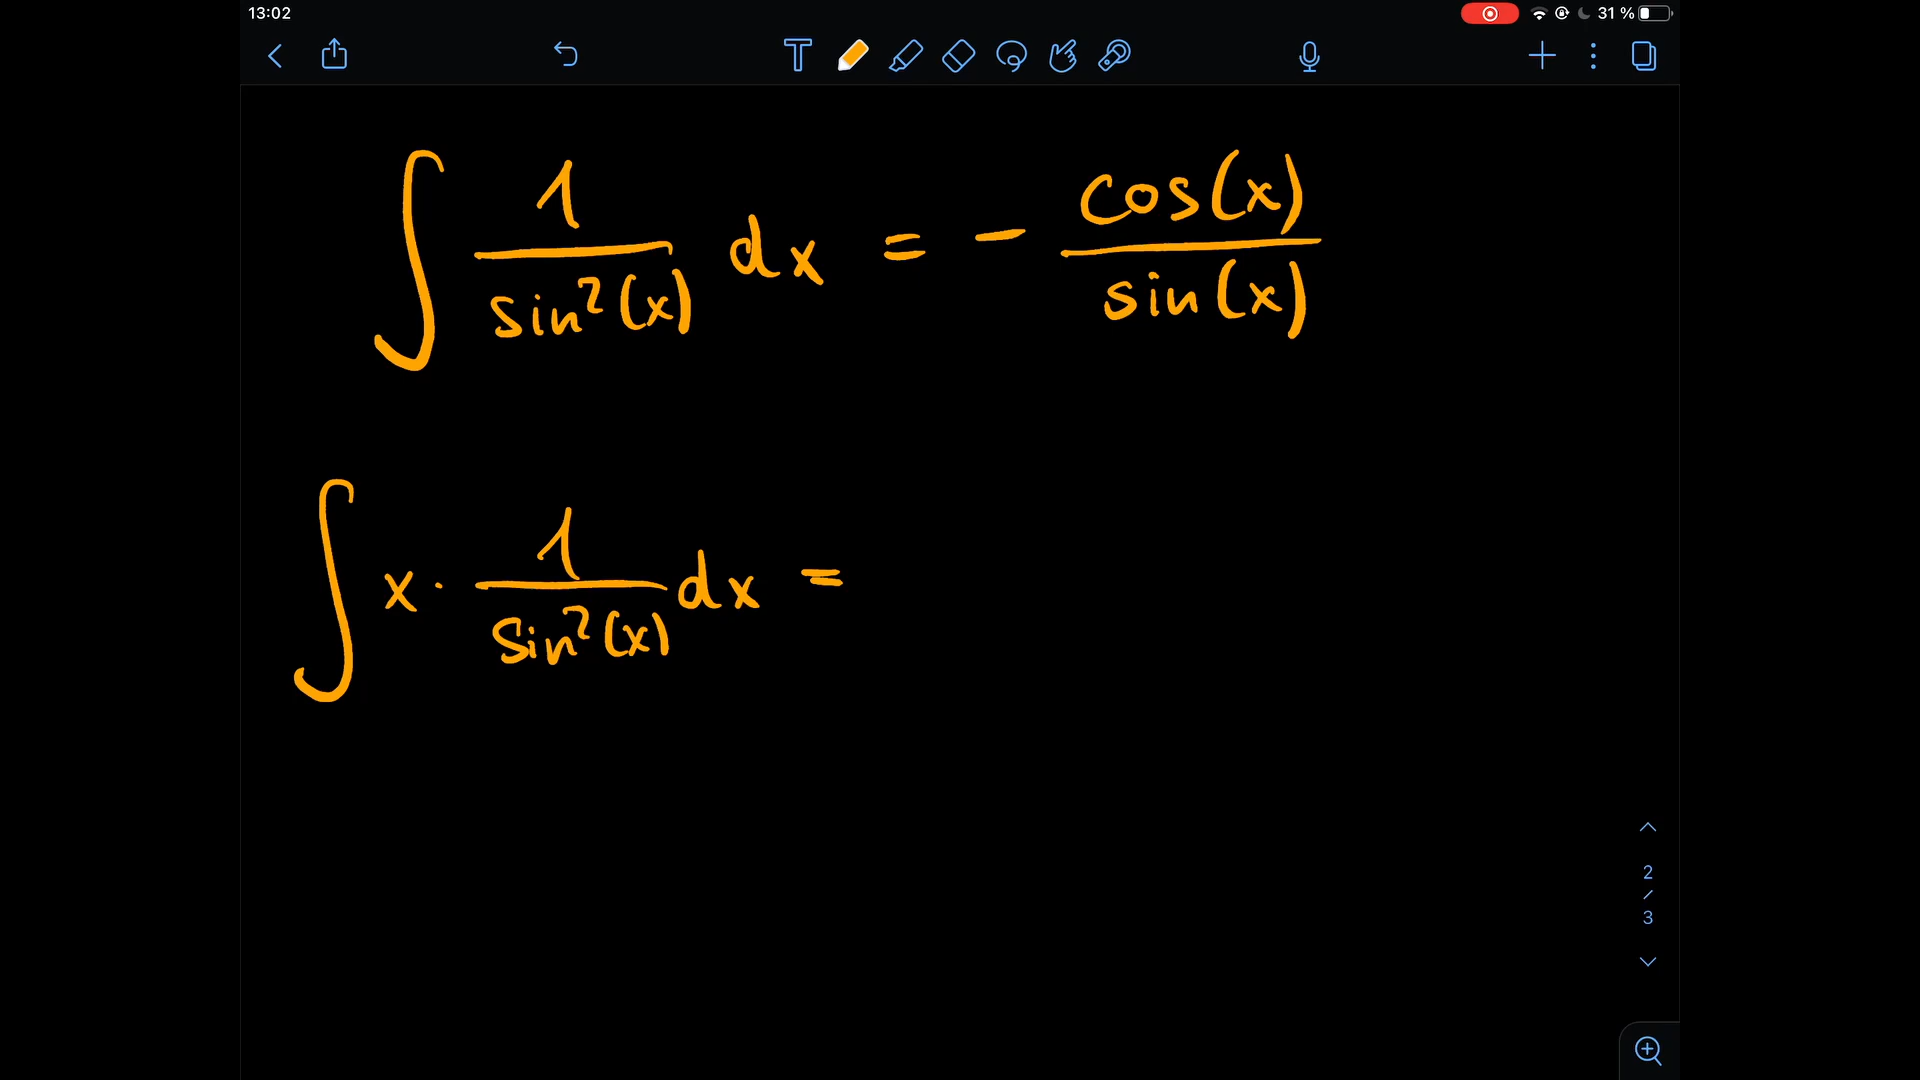 13:02 31 %
T
∫ 1/sin²(x) dx = - cos(x)/sin(x)
∫ x · 1/sin²(x) dx =
2
/
3